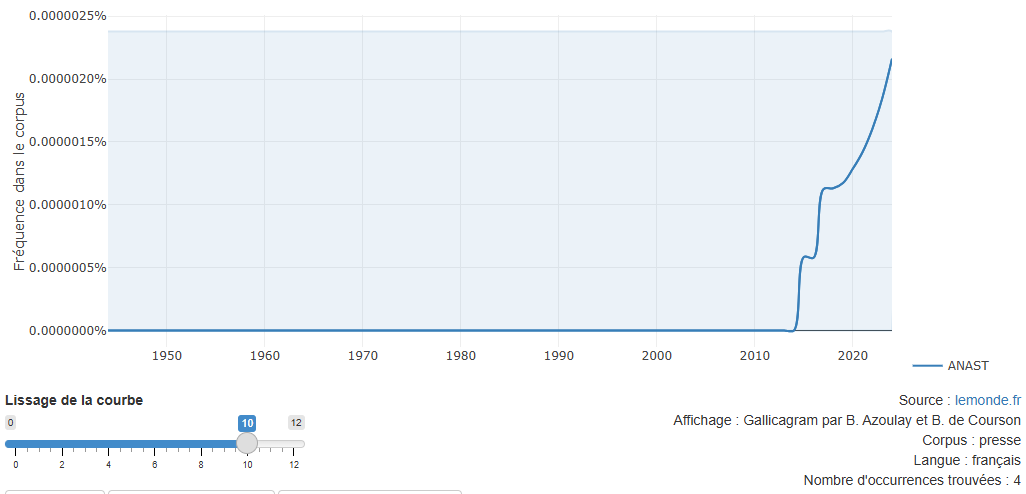 0.0000025%
0.0000020%
0.0000015%
0.0000010%
0.0000005%
0.0000000%
Fréquence dans le corpus
1950 1960 1970 1980 1990 2000 2010 2020
ANAST
Lissage de la courbe
0 10 12
0 2 4 6 8 10 12
Source : lemonde.fr
Affichage : Gallicagram par B. Azoulay et B. de Courson
Corpus : presse
Langue : français
Nombre d'occurrences trouvées : 4